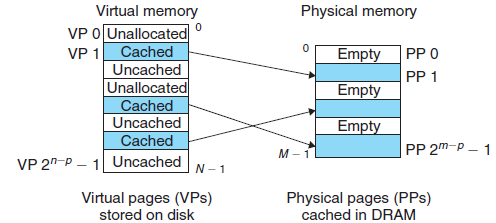 Virtual memory
Physical memory
VP 0 Unallocated 0
VP 1 Cached
Uncached
Unallocated
Cached
Uncached
Cached
VP 2^{n-p} − 1 Uncached N − 1
0 Empty PP 0
PP 1
Empty
Empty
M − 1 PP 2^{m-p} − 1
Virtual pages (VPs)
stored on disk
Physical pages (PPs)
cached in DRAM